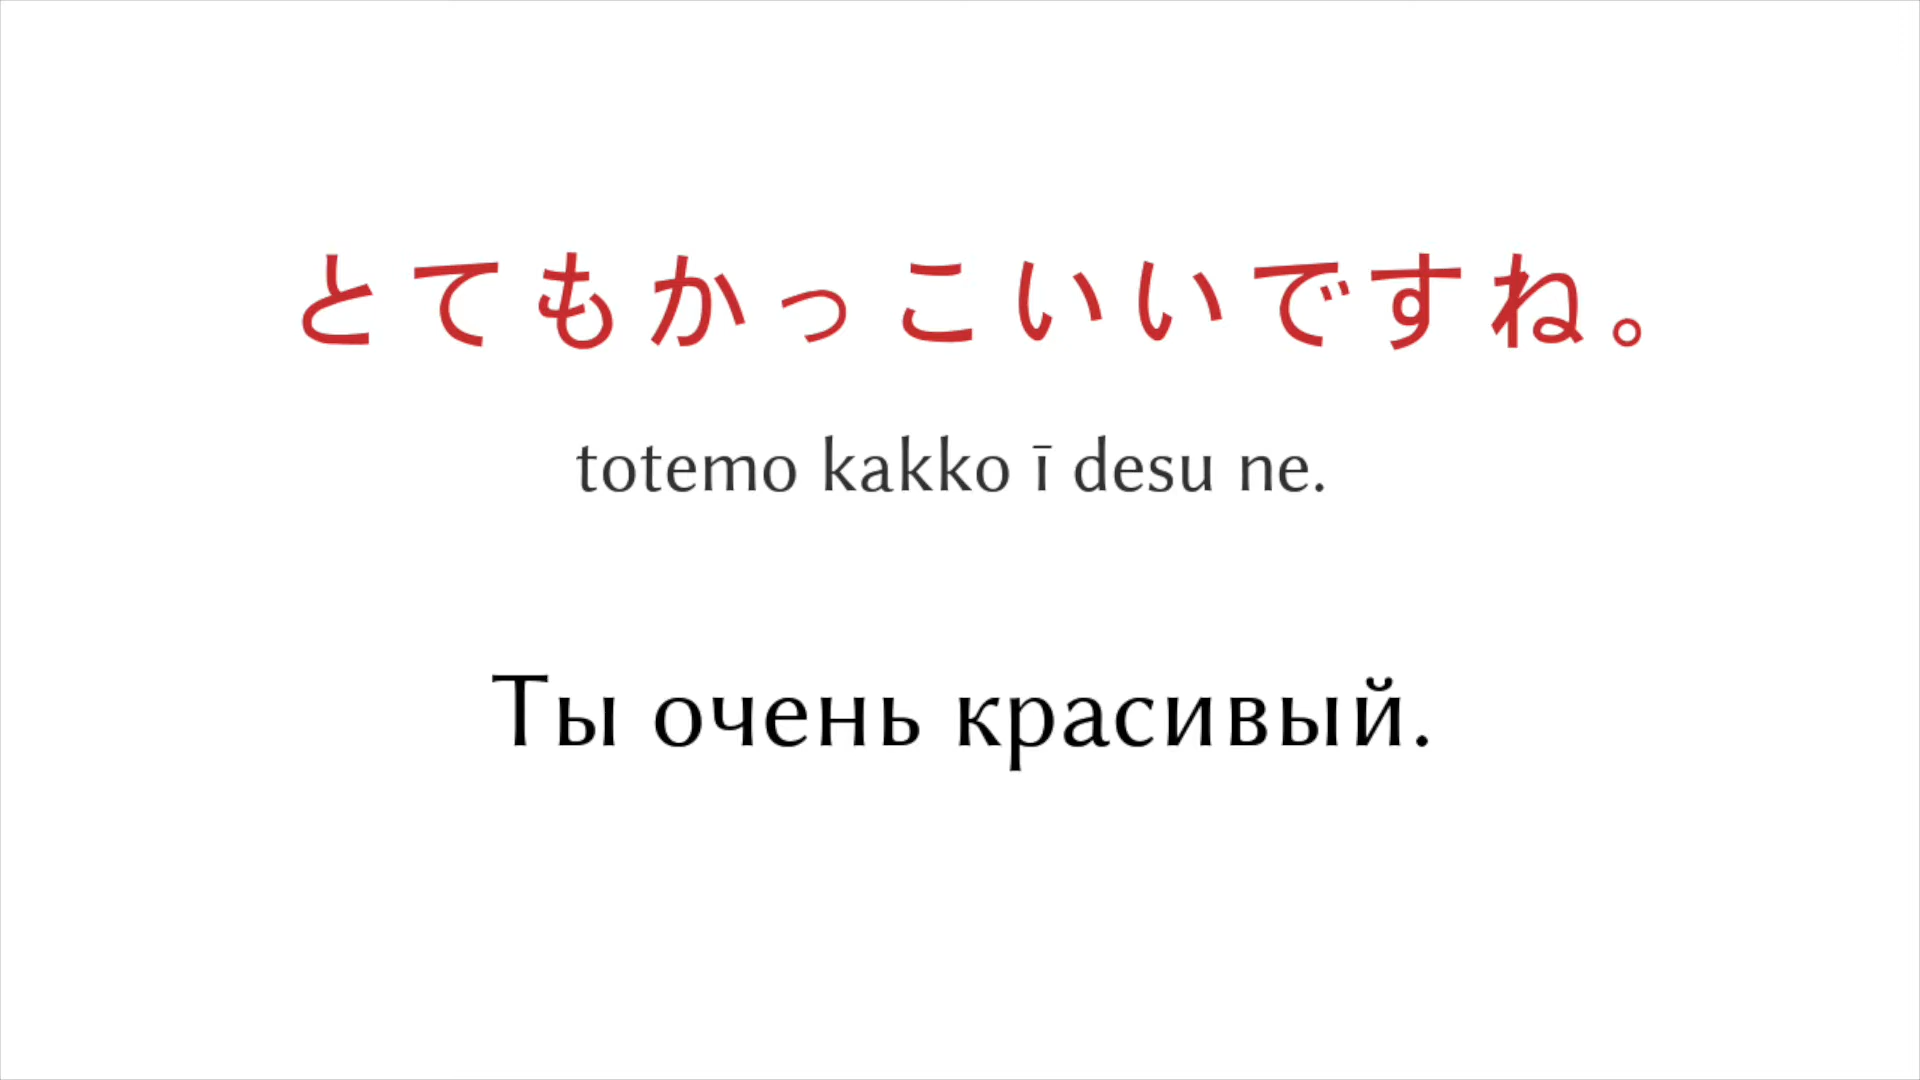 とてもかっこいいですね。
totemo kakko ī desu ne.
Ты очень красивый.